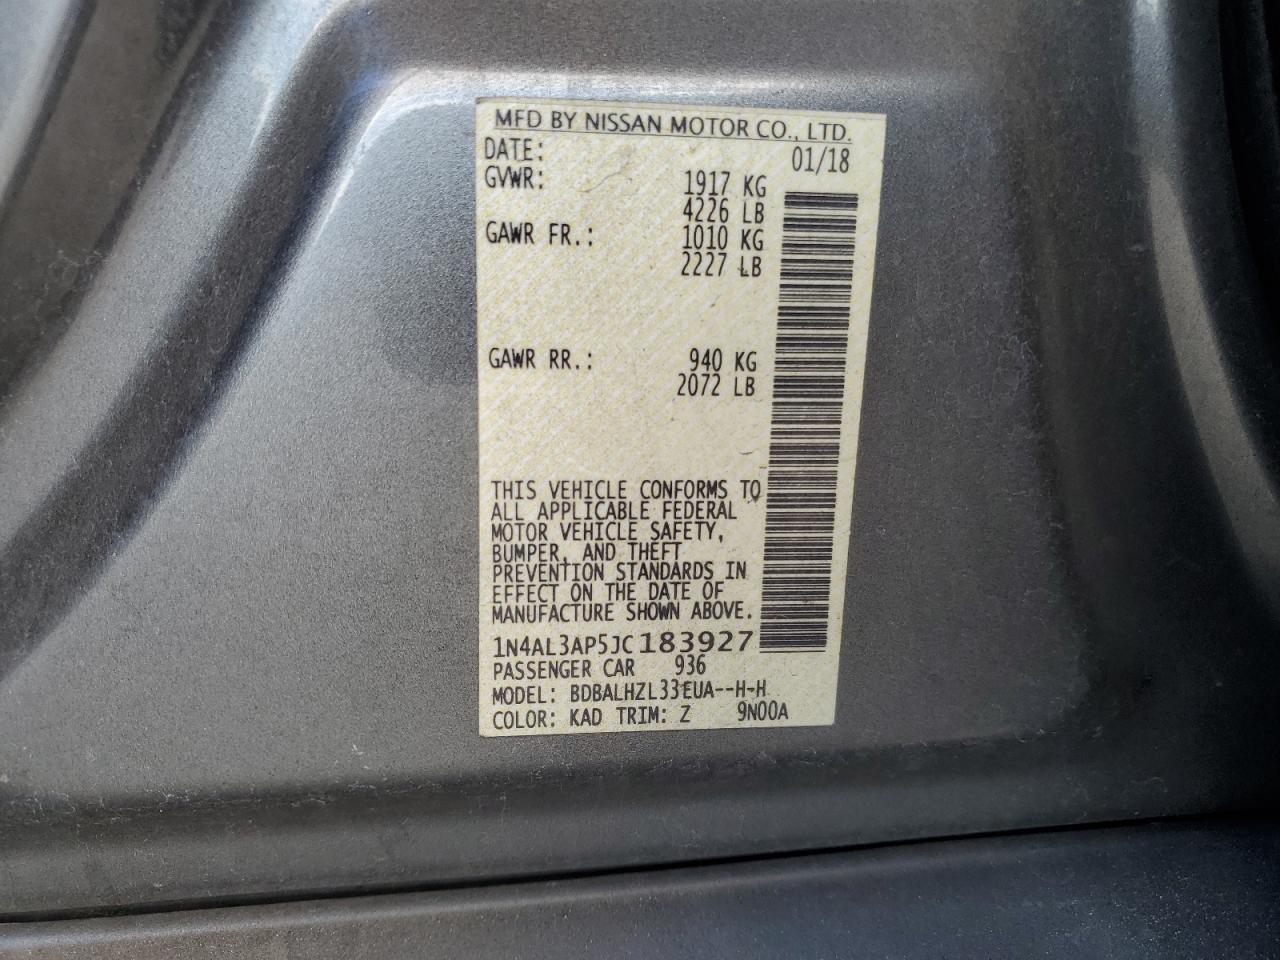 MFD BY NISSAN MOTOR CO., LTD.
DATE: 01/18
GVWR: 1917 KG
4226 LB
GAWR FR.: 1010 KG
2227 LB
GAWR RR.: 940 KG
2072 LB
THIS VEHICLE CONFORMS TO
ALL APPLICABLE FEDERAL
MOTOR VEHICLE SAFETY,
BUMPER, AND THEFT
PREVENTION STANDARDS IN
EFFECT ON THE DATE OF
MANUFACTURE SHOWN ABOVE.
1N4AL3AP5JC183927
PASSENGER CAR 936
MODEL: BDBALHZL33EUA--H-H
COLOR: KAD TRIM: Z 9N00A